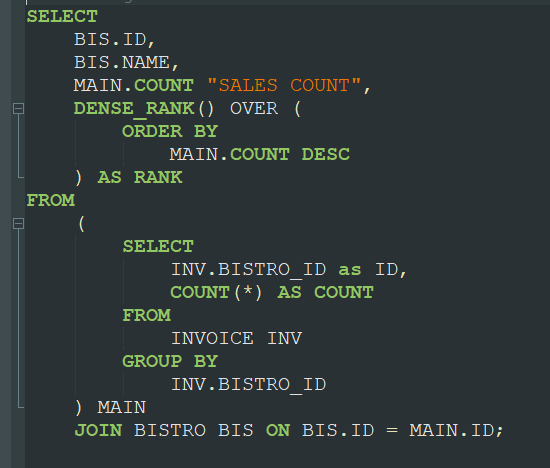 SELECT
BIS.ID,
BIS.NAME,
MAIN.COUNT "SALES COUNT",
DENSE_RANK() OVER (
ORDER BY
MAIN.COUNT DESC
) AS RANK
FROM
(
SELECT
INV.BISTRO_ID as ID,
COUNT(*) AS COUNT
FROM
INVOICE INV
GROUP BY
INV.BISTRO_ID
) MAIN
JOIN BISTRO BIS ON BIS.ID = MAIN.ID;